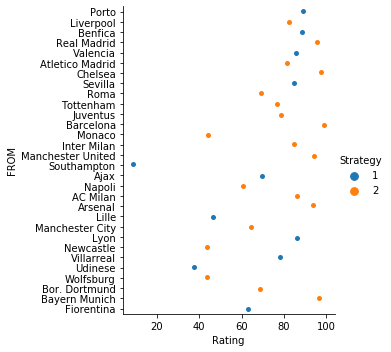 Porto
Liverpool
Benfica
Real Madrid
Valencia
Atletico Madrid
Chelsea
Sevilla
Roma
Tottenham
Juventus
Barcelona
Monaco
Inter Milan
Manchester United
Southampton
Ajax
Napoli
AC Milan
Arsenal
Lille
Manchester City
Lyon
Newcastle
Villarreal
Udinese
Wolfsburg
Bor. Dortmund
Bayern Munich
Fiorentina
FROM
20 40 60 80 100
Rating
Strategy
1
2